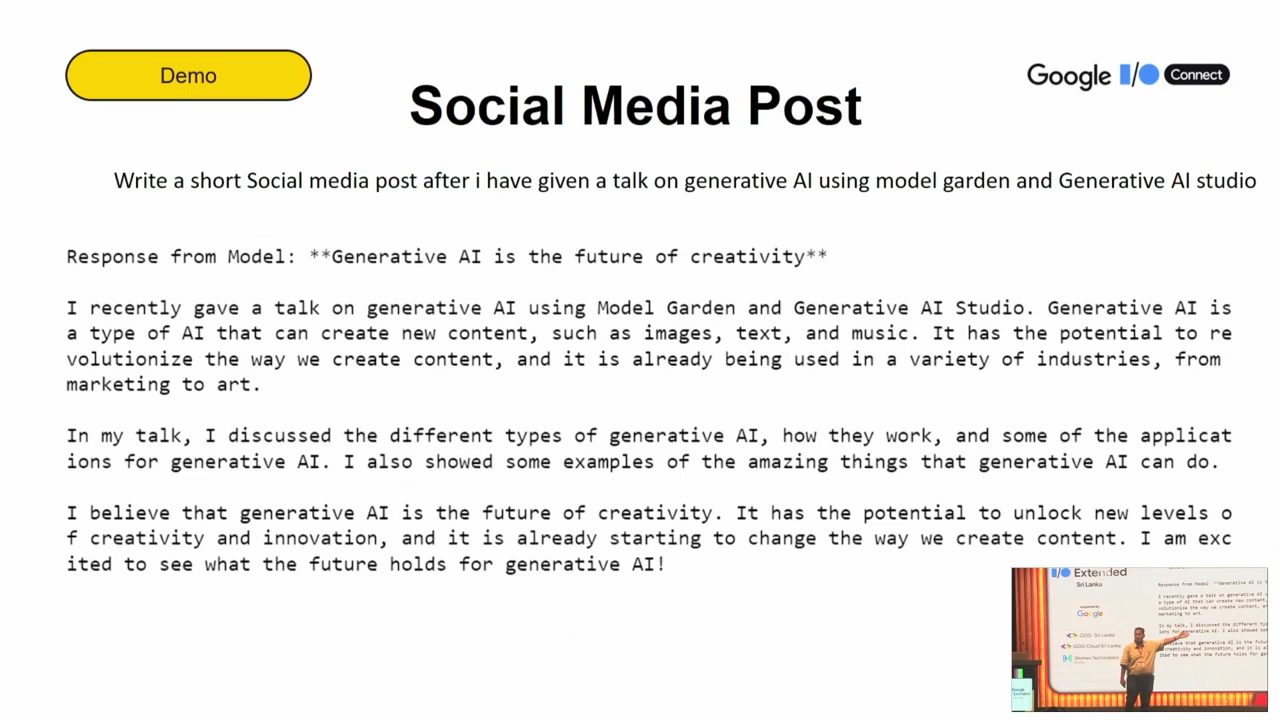 Demo
Google I/O Connect
Social Media Post
Write a short Social media post after i have given a talk on generative AI using model garden and Generative AI studio
Response from Model: **Generative AI is the future of creativity**
I recently gave a talk on generative AI using Model Garden and Generative AI Studio. Generative AI is
a type of AI that can create new content, such as images, text, and music. It has the potential to re
volutionize the way we create content, and it is already being used in a variety of industries, from
marketing to art.
In my talk, I discussed the different types of generative AI, how they work, and some of the applicat
ions for generative AI. I also showed some examples of the amazing things that generative AI can do.
I believe that generative AI is the future of creativity. It has the potential to unlock new levels o
f creativity and innovation, and it is already starting to change the way we create content. I am exc
ited to see what the future holds for generative AI!
I/O Extended
Sri Lanka
Google
GDG Sri Lanka
GDG Cloud Sri Lanka
Women Techmakers